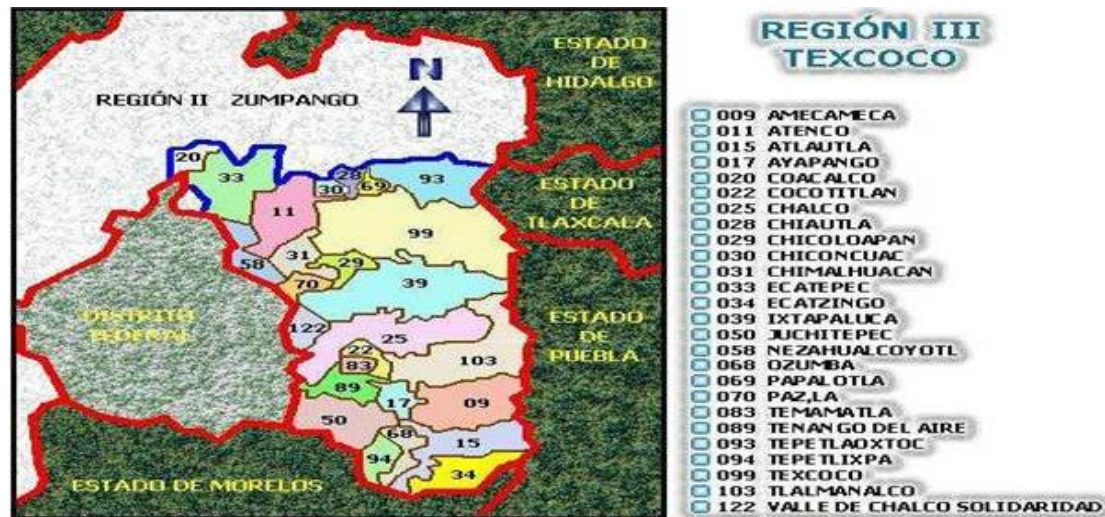 ESTADO
DE
HIDALGO
N
REGIÓN II ZUMPANGO
20
33
28
30
69
93
ESTADO
DE
TLAXCALA
11
99
58
31
29
70
39
DISTRITO
FEDERAL
122
25
ESTADO
DE
PUEBLA
22
83
103
89
17
09
50
68
15
94
34
ESTADO DE MORELOS
REGIÓN III
TEXCOCO
009 AMECAMECA
011 ATENCO
015 ATLAUTLA
017 AYAPANGO
020 COACALCO
022 COCOTITLAN
025 CHALCO
028 CHIAUTLA
029 CHICOLOAPAN
030 CHICONCUAC
031 CHIMALHUACAN
033 ECATEPEC
034 ECATZINGO
039 IXTAPALUCA
050 JUCHITEPEC
058 NEZAHUALCOYOTL
068 OZUMBA
069 PAPALOTLA
070 PAZ,LA
083 TEMAMATLA
089 TENANGO DEL AIRE
093 TEPETLAOXTOC
094 TEPETLIXPA
099 TEXCOCO
103 TLALMANALCO
122 VALLE DE CHALCO SOLIDARIDAD